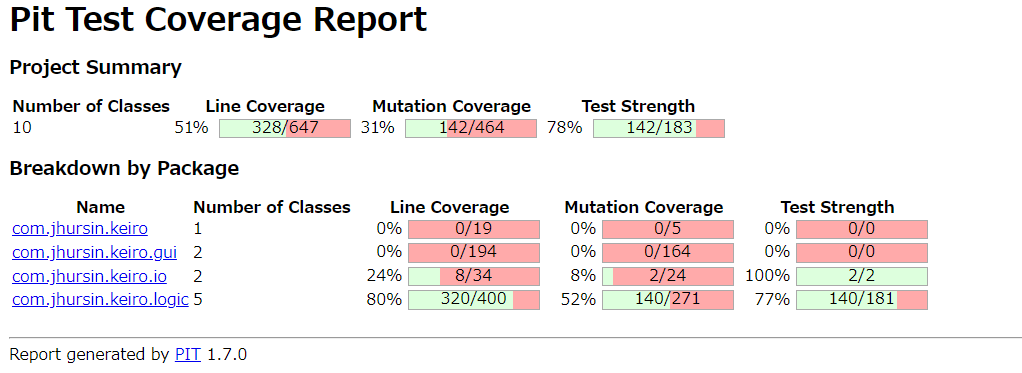 Pit Test Coverage Report
Project Summary
Number of Classes Line Coverage Mutation Coverage Test Strength
10 51% 328/647 31% 142/464 78% 142/183
Breakdown by Package
Name Number of Classes Line Coverage Mutation Coverage Test Strength
com.jhursin.keiro 1 0% 0/19 0% 0/5 0% 0/0
com.jhursin.keiro.gui 2 0% 0/194 0% 0/164 0% 0/0
com.jhursin.keiro.io 2 24% 8/34 8% 2/24 100% 2/2
com.jhursin.keiro.logic 5 80% 320/400 52% 140/271 77% 140/181
Report generated by PIT 1.7.0